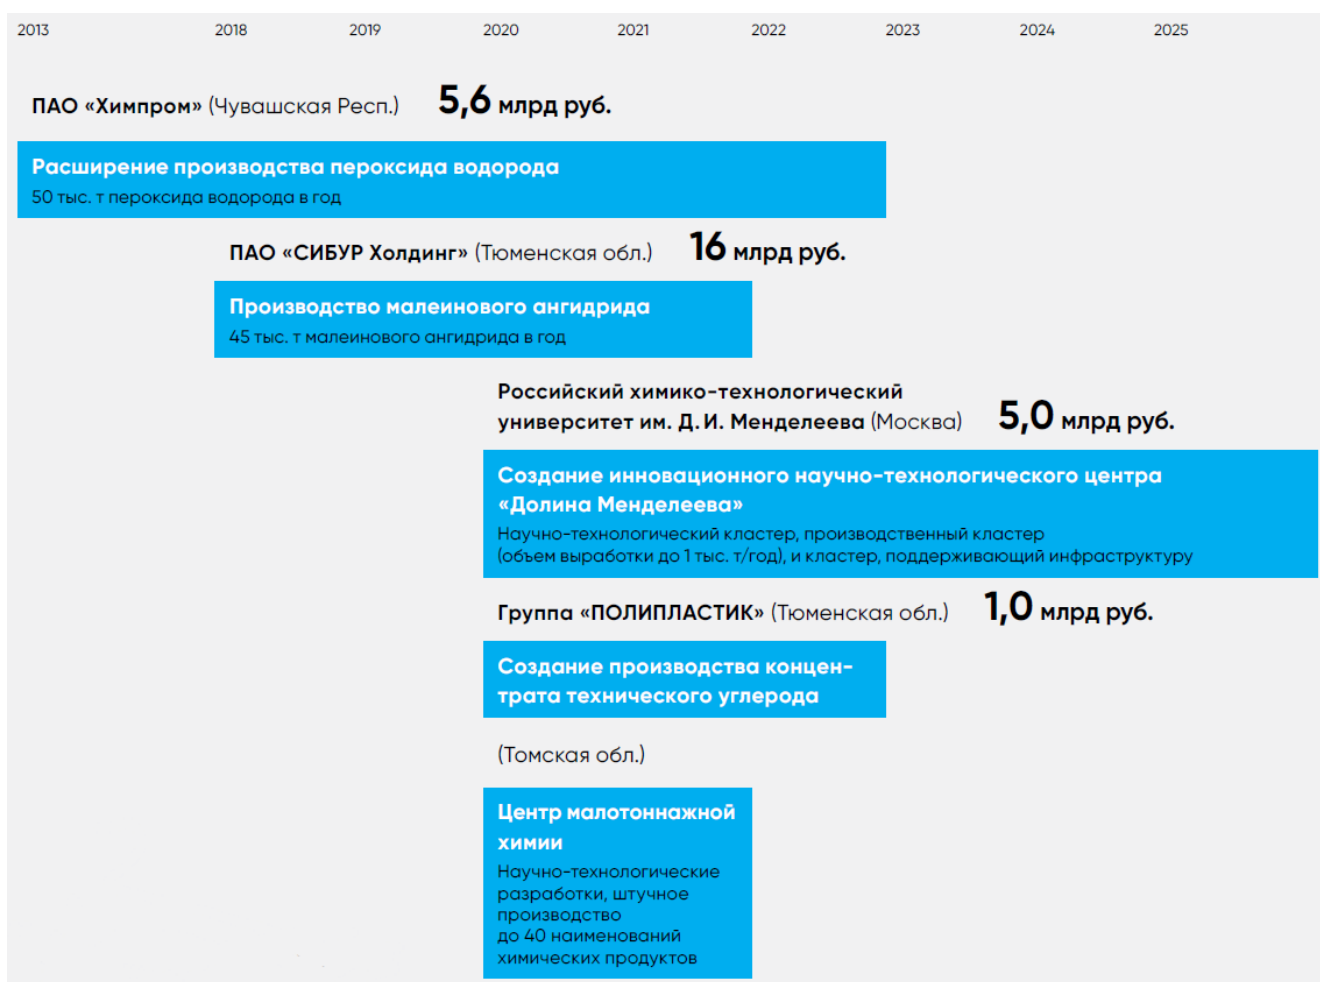 2013 2018 2019 2020 2021 2022 2023 2024 2025
ПАО «Химпром» (Чувашская Респ.) 5,6 млрд руб.
Расширение производства пероксида водорода
50 тыс. т пероксида водорода в год
ПАО «СИБУР Холдинг» (Тюменская обл.) 16 млрд руб.
Производство малеинового ангидрида
45 тыс. т малеинового ангидрида в год
Российский химико-технологический
университет им. Д. И. Менделеева (Москва) 5,0 млрд руб.
Создание инновационного научно-технологического центра
«Долина Менделеева»
Научно-технологический кластер, производственный кластер
(объем выработки до 1 тыс. т/год), и кластер, поддерживающий инфраструктуру
Группа «ПОЛИПЛАСТИК» (Тюменская обл.) 1,0 млрд руб.
Создание производства концен-
трата технического углерода
(Томская обл.)
Центр малотоннажной
химии
Научно-технологические
разработки, штучное
производство
до 40 наименований
химических продуктов